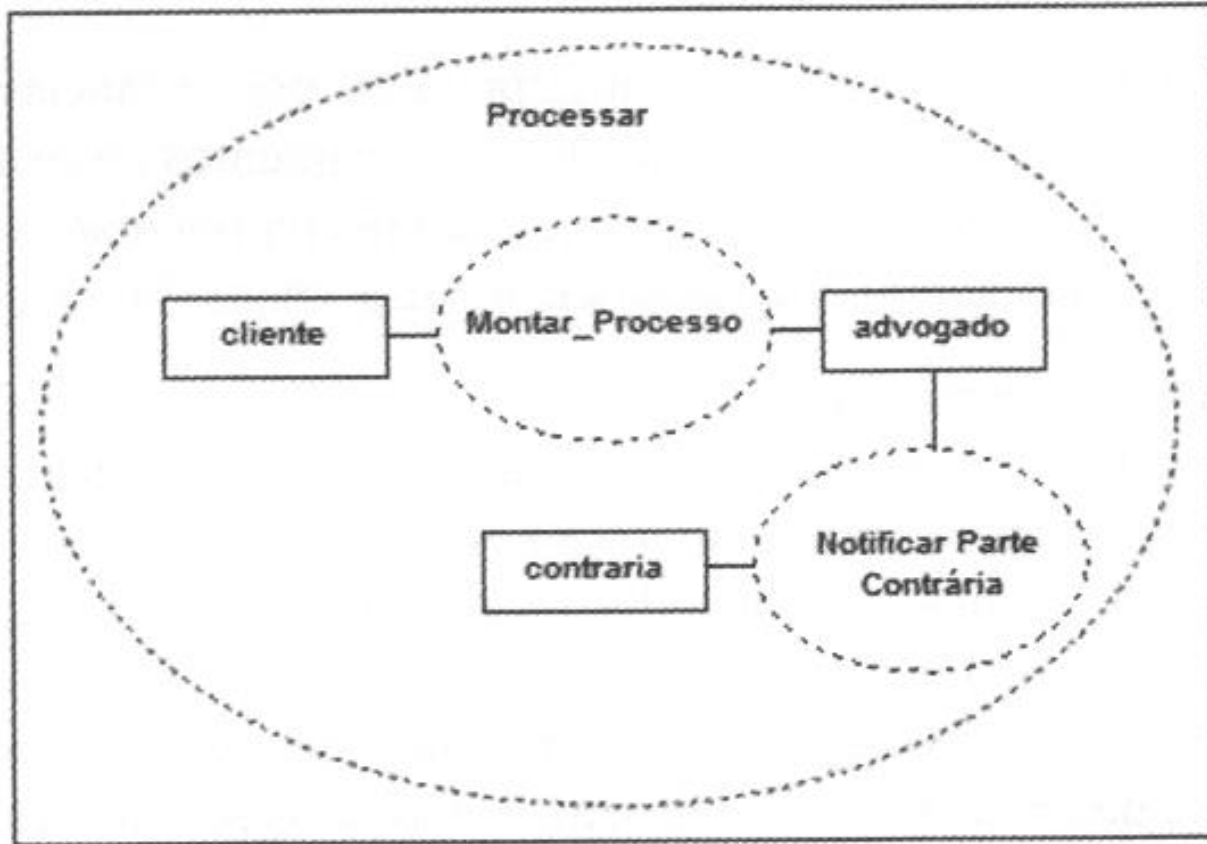 Processar
cliente
Montar_Processo
advogado
contraria
Notificar Parte
Contrária